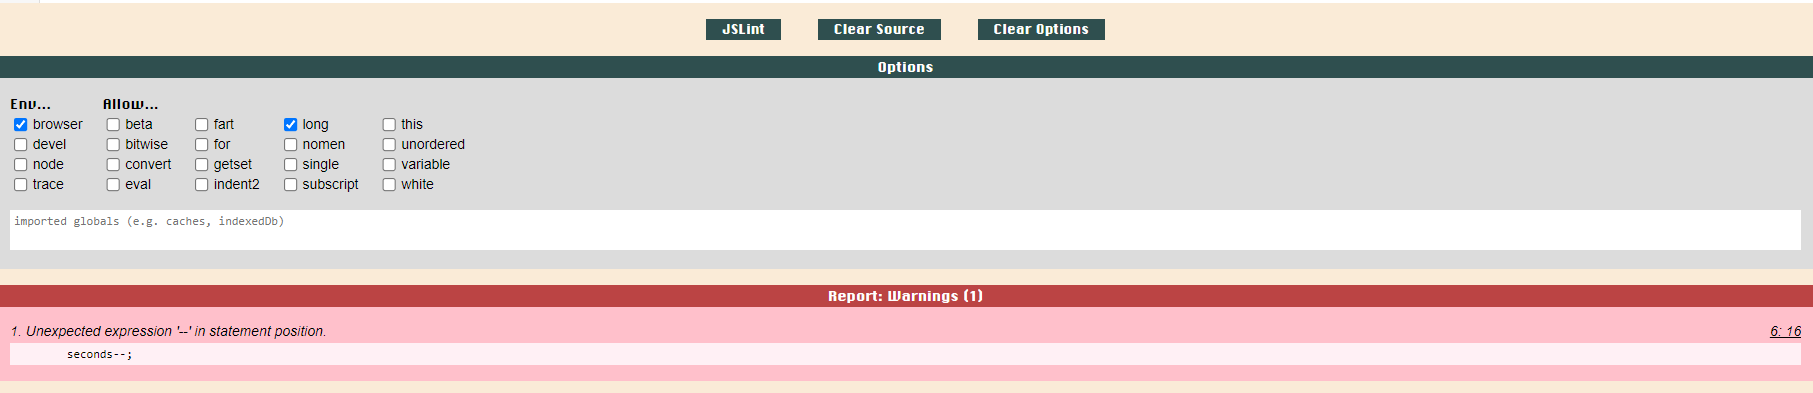 JSLint Clear Source Clear Options
Options
Env... Allow...
browser beta fart long this
devel bitwise for nomen unordered
node convert getset single variable
trace eval indent2 subscript white
imported globals (e.g. caches, indexedDb)
Report: Warnings (1)
1. Unexpected expression '--' in statement position. 6: 16
seconds--;